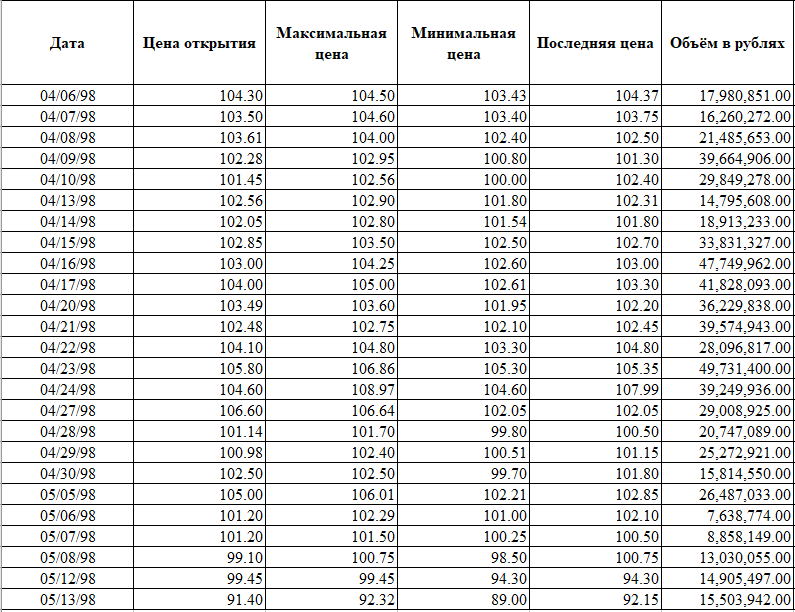 Дата Цена открытия Максимальная цена Минимальная цена Последняя цена Объём в рублях
04/06/98 104.30 104.50 103.43 104.37 17,980,851.00
04/07/98 103.50 104.60 103.40 103.75 16,260,272.00
04/08/98 103.61 104.00 102.40 102.50 21,485,653.00
04/09/98 102.28 102.95 100.80 101.30 39,664,906.00
04/10/98 101.45 102.56 100.00 102.40 29,849,278.00
04/13/98 102.56 102.90 101.80 102.31 14,795,608.00
04/14/98 102.05 102.80 101.54 101.80 18,913,233.00
04/15/98 102.85 103.50 102.50 102.70 33,831,327.00
04/16/98 103.00 104.25 102.60 103.00 47,749,962.00
04/17/98 104.00 105.00 102.61 103.30 41,828,093.00
04/20/98 103.49 103.60 101.95 102.20 36,229,838.00
04/21/98 102.48 102.75 102.10 102.45 39,574,943.00
04/22/98 104.10 104.80 103.30 104.80 28,096,817.00
04/23/98 105.80 106.86 105.30 105.35 49,731,400.00
04/24/98 104.60 108.97 104.60 107.99 39,249,936.00
04/27/98 106.60 106.64 102.05 102.05 29,008,925.00
04/28/98 101.14 101.70 99.80 100.50 20,747,089.00
04/29/98 100.98 102.40 100.51 101.15 25,272,921.00
04/30/98 102.50 102.50 99.70 101.80 15,814,550.00
05/05/98 105.00 106.01 102.21 102.85 26,487,033.00
05/06/98 101.20 102.29 101.00 102.10 7,638,774.00
05/07/98 101.20 101.50 100.25 100.50 8,858,149.00
05/08/98 99.10 100.75 98.50 100.75 13,030,055.00
05/12/98 99.45 99.45 94.30 94.30 14,905,497.00
05/13/98 91.40 92.32 89.00 92.15 15,503,942.00